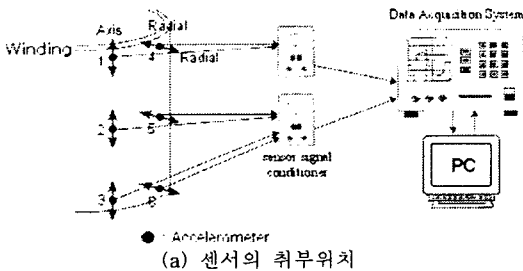 Data Acquisition System
Axis
Radial
Winding
1
4
Radial
2
5
sensor signal
conditioner
3
6
PC
● : Accelerometer
(a) 센서의 취부위치